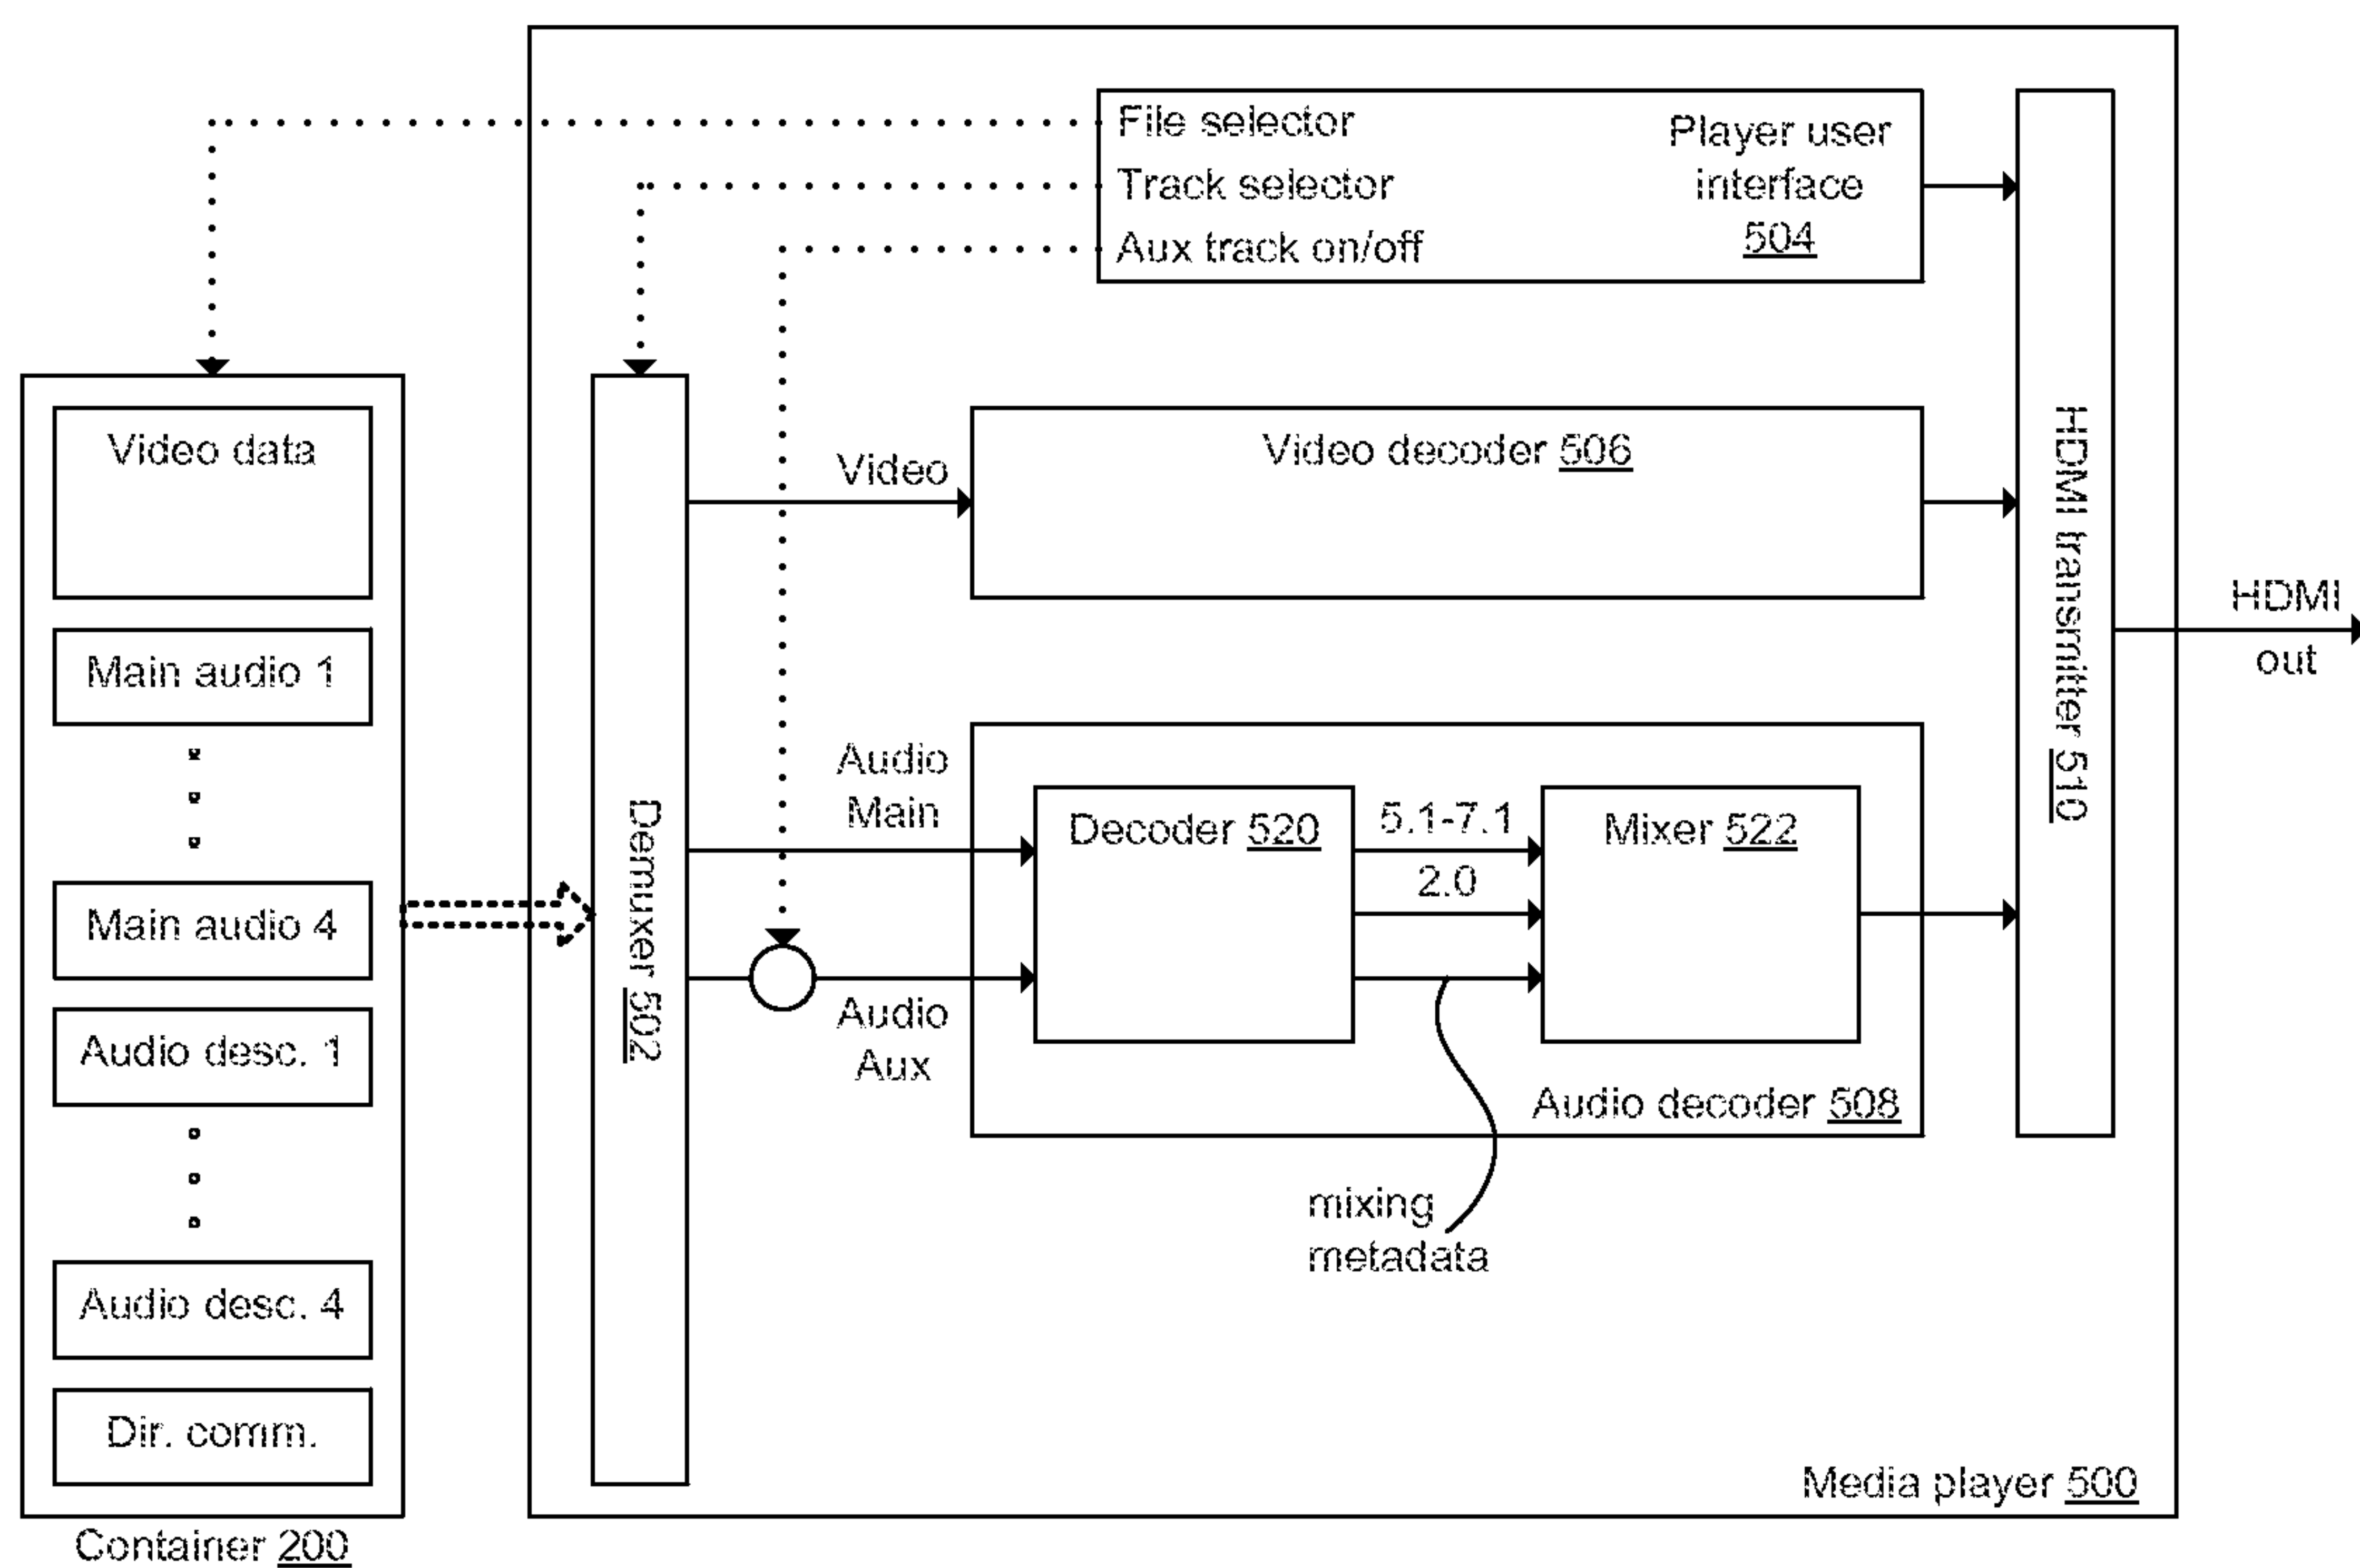 File selector
Track selector
Aux track on/off
Player user
interface
504
Video data
Main audio 1
Main audio 4
Audio desc. 1
Audio desc. 4
Dir. comm.
Container 200
Demuxer 502
Video
Video decoder 506
Audio
Main
Audio
Aux
Decoder 520
5.1-7.1
2.0
Mixer 522
Audio decoder 508
mixing
metadata
HDMI transmitter 510
HDMI
out
Media player 500